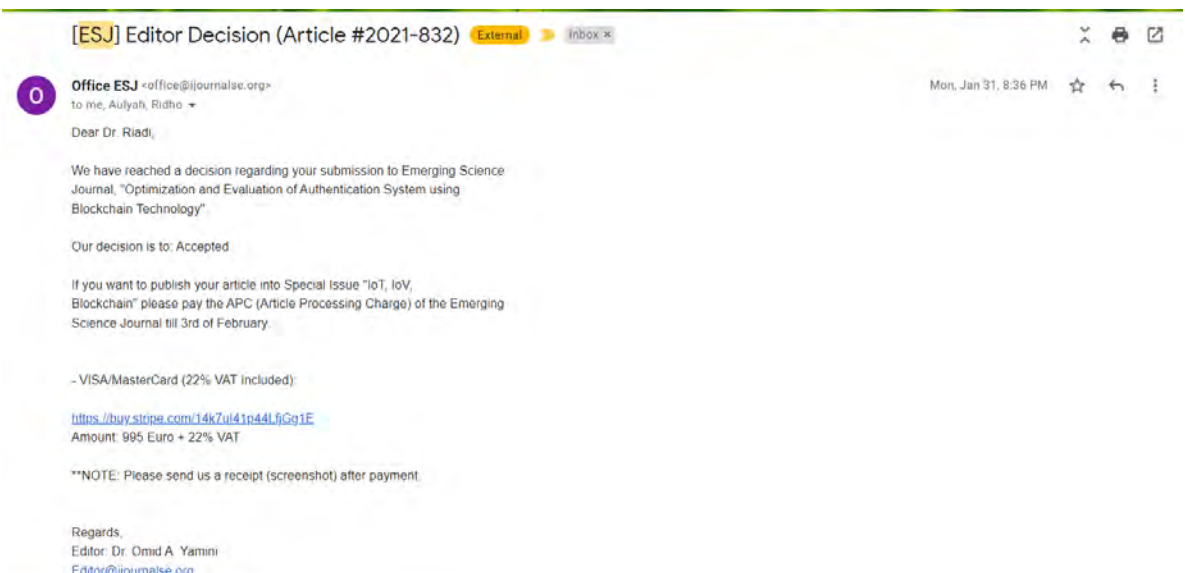 [ESJ] Editor Decision (Article #2021-832) External Inbox ×
O
Office ESJ <office@ijournalse.org>
Mon, Jan 31, 8:36 PM
to me, Aulyah, Ridho
Dear Dr. Riadi,
We have reached a decision regarding your submission to Emerging Science
Journal, "Optimization and Evaluation of Authentication System using
Blockchain Technology".
Our decision is to: Accepted
If you want to publish your article into Special Issue "IoT, IoV,
Blockchain" please pay the APC (Article Processing Charge) of the Emerging
Science Journal till 3rd of February.
- VISA/MasterCard (22% VAT included):
Amount: 995 Euro + 22% VAT
**NOTE: Please send us a receipt (screenshot) after payment.
Regards,
Editor: Dr. Omid A. Yamini
Editor@ijournalse.org